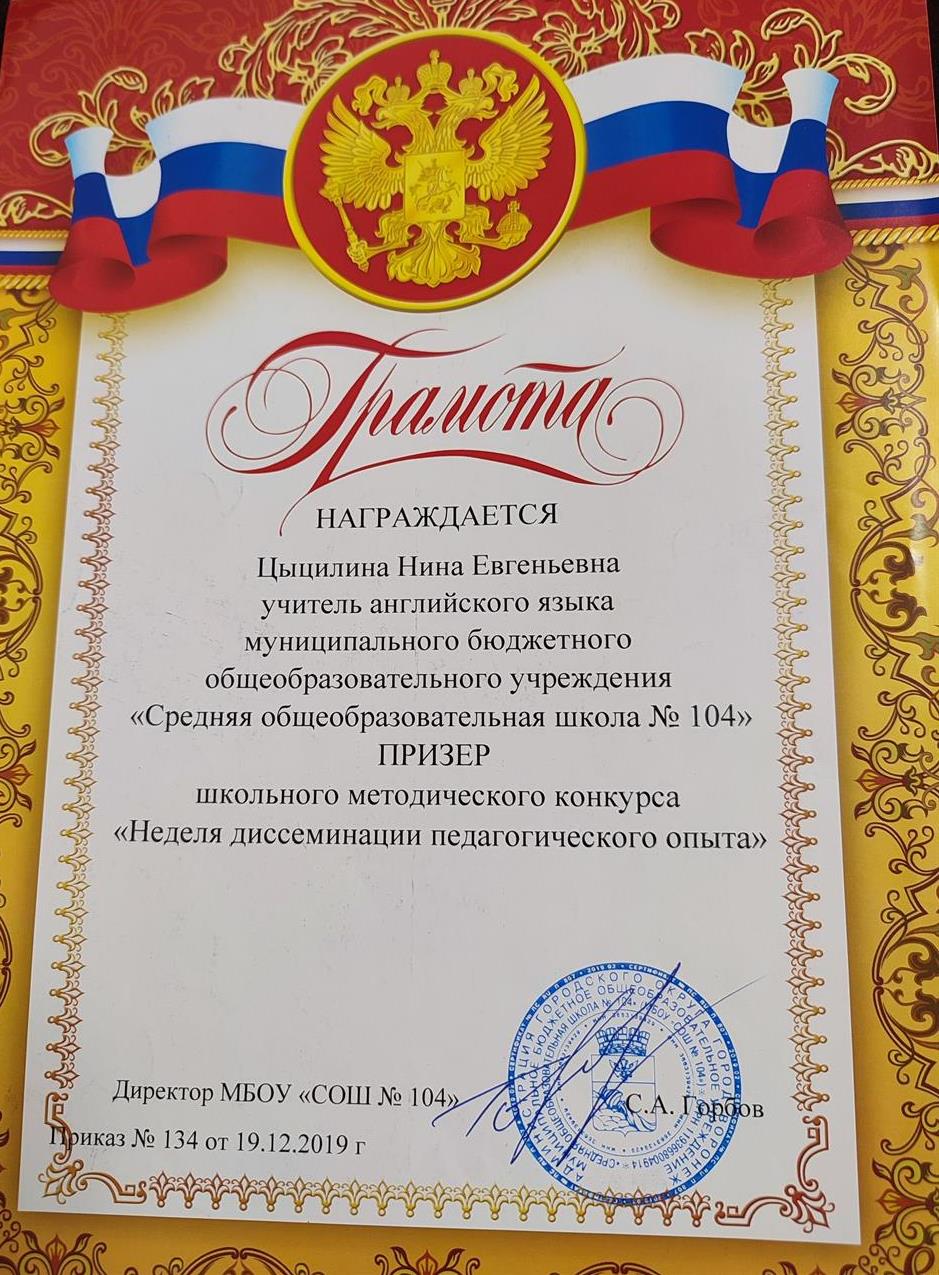 Грамота
НАГРАЖДАЕТСЯ
Цыцилина Нина Евгеньевна
учитель английского языка
муниципального бюджетного
общеобразовательного учреждения
«Средняя общеобразовательная школа № 104»
ПРИЗЕР
школьного методического конкурса
«Неделя диссеминации педагогического опыта»
Директор МБОУ «СОШ № 104»
С.А. Горбов
Приказ № 134 от 19.12.2019 г